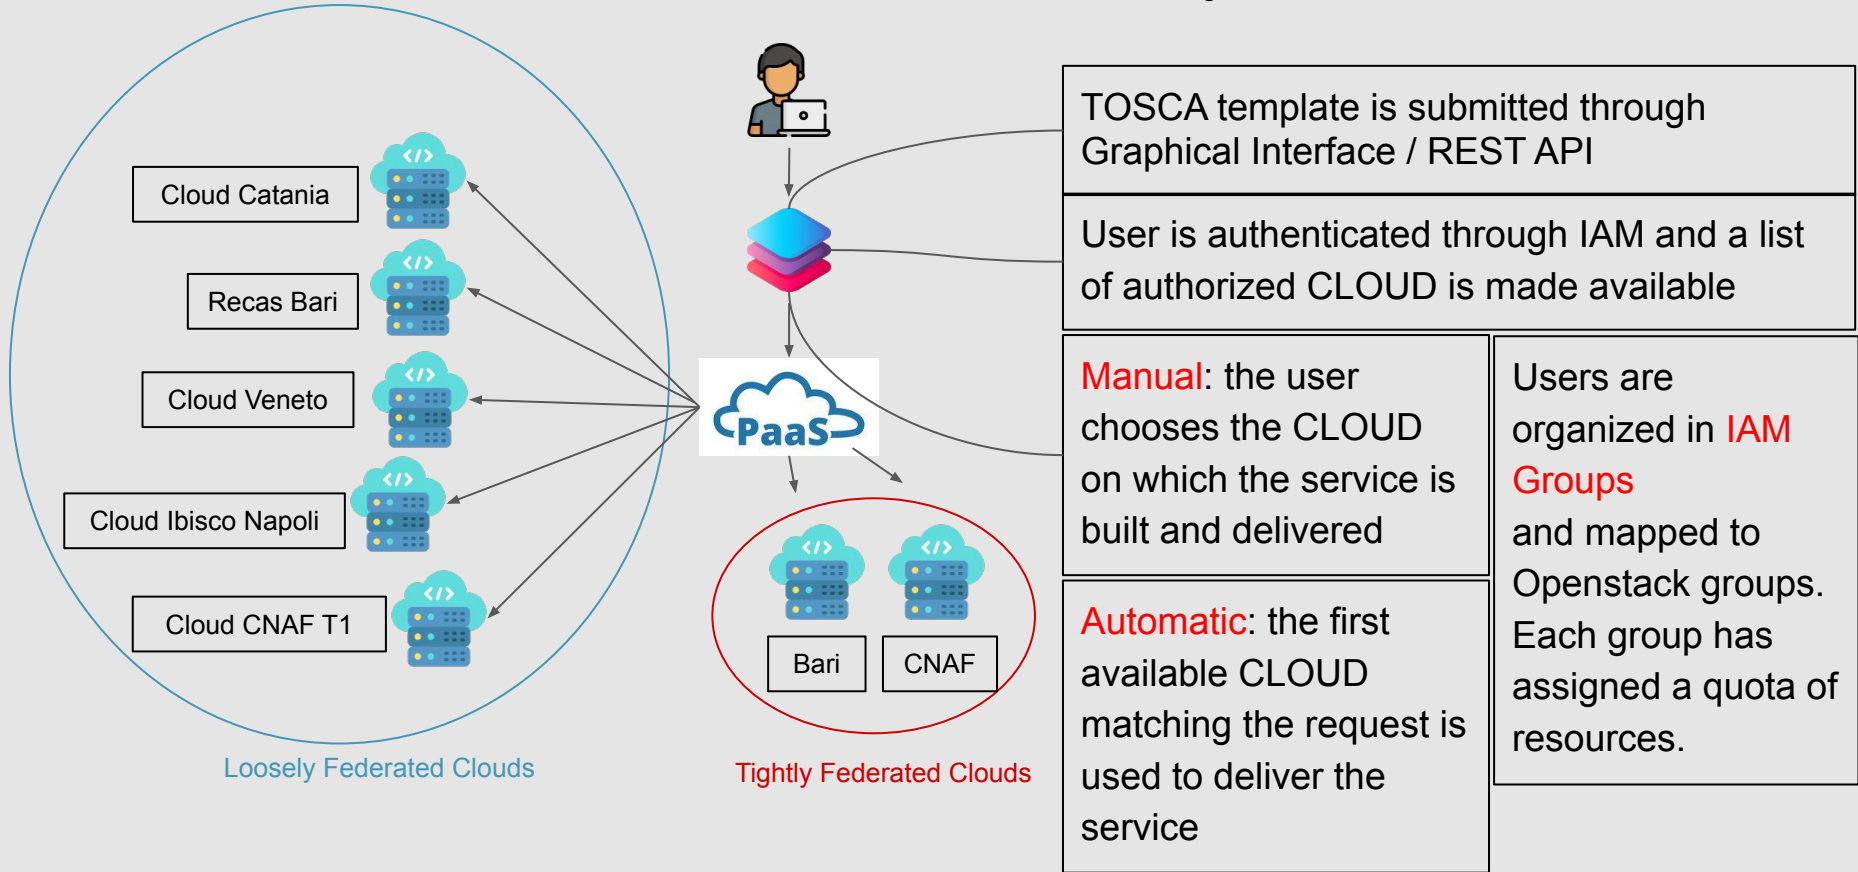 Cloud Catania
Recas Bari
Cloud Veneto
Cloud Ibisco Napoli
Cloud CNAF T1
Loosely Federated Clouds
PaaS
Bari
CNAF
Tightly Federated Clouds
TOSCA template is submitted through
Graphical Interface / REST API
User is authenticated through IAM and a list
of authorized CLOUD is made available
Manual: the user
chooses the CLOUD
on which the service is
built and delivered
Automatic: the first
available CLOUD
matching the request is
used to deliver the
service
Users are
organized in IAM
Groups
and mapped to
Openstack groups.
Each group has
assigned a quota of
resources.